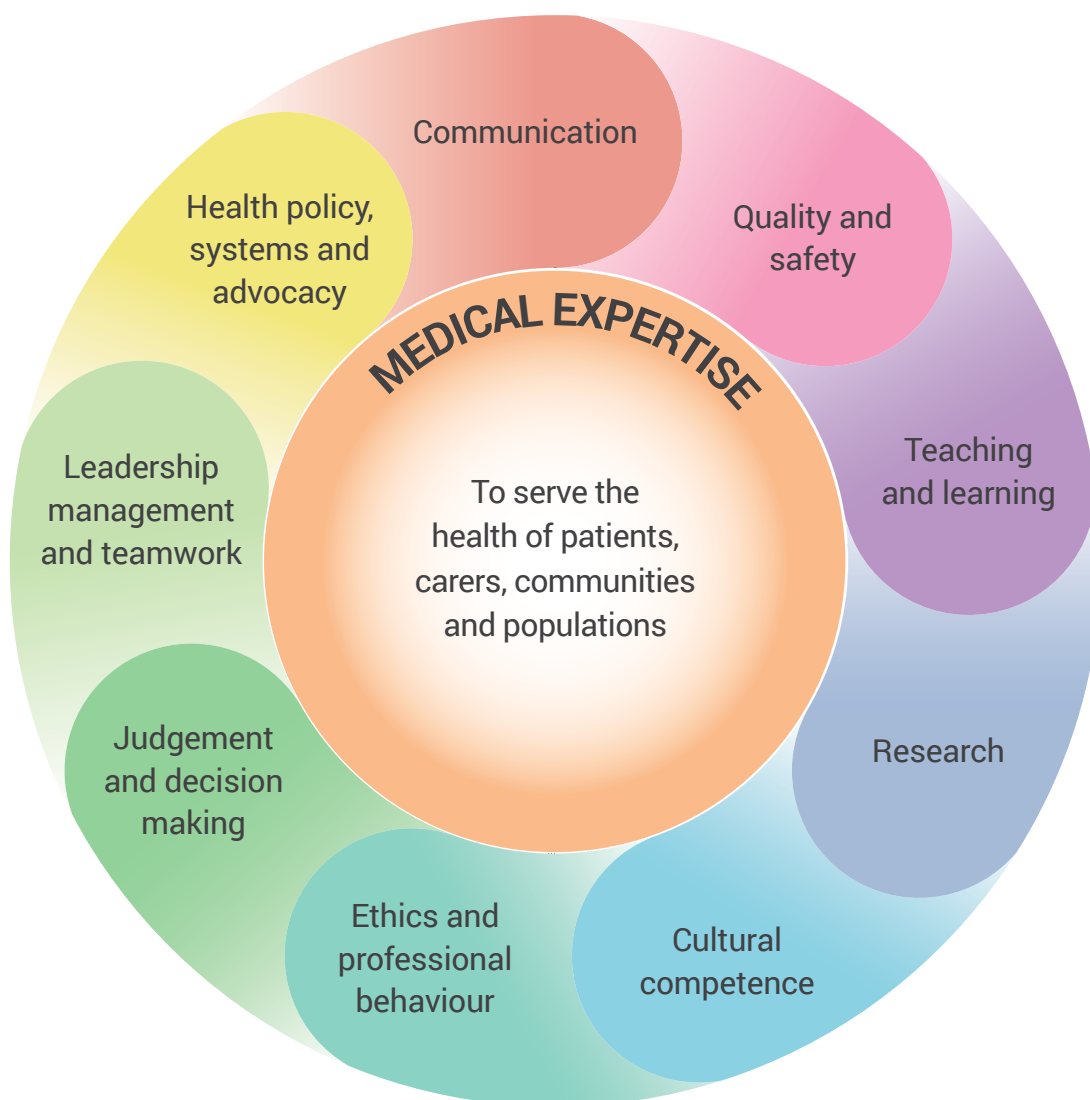 Communication
Quality and
safety
Teaching
and learning
Research
Cultural
competence
Ethics and
professional
behaviour
Judgement
and decision
making
Leadership
management
and teamwork
Health policy,
systems and
advocacy
MEDICAL EXPERTISE
To serve the
health of patients,
carers, communities
and populations